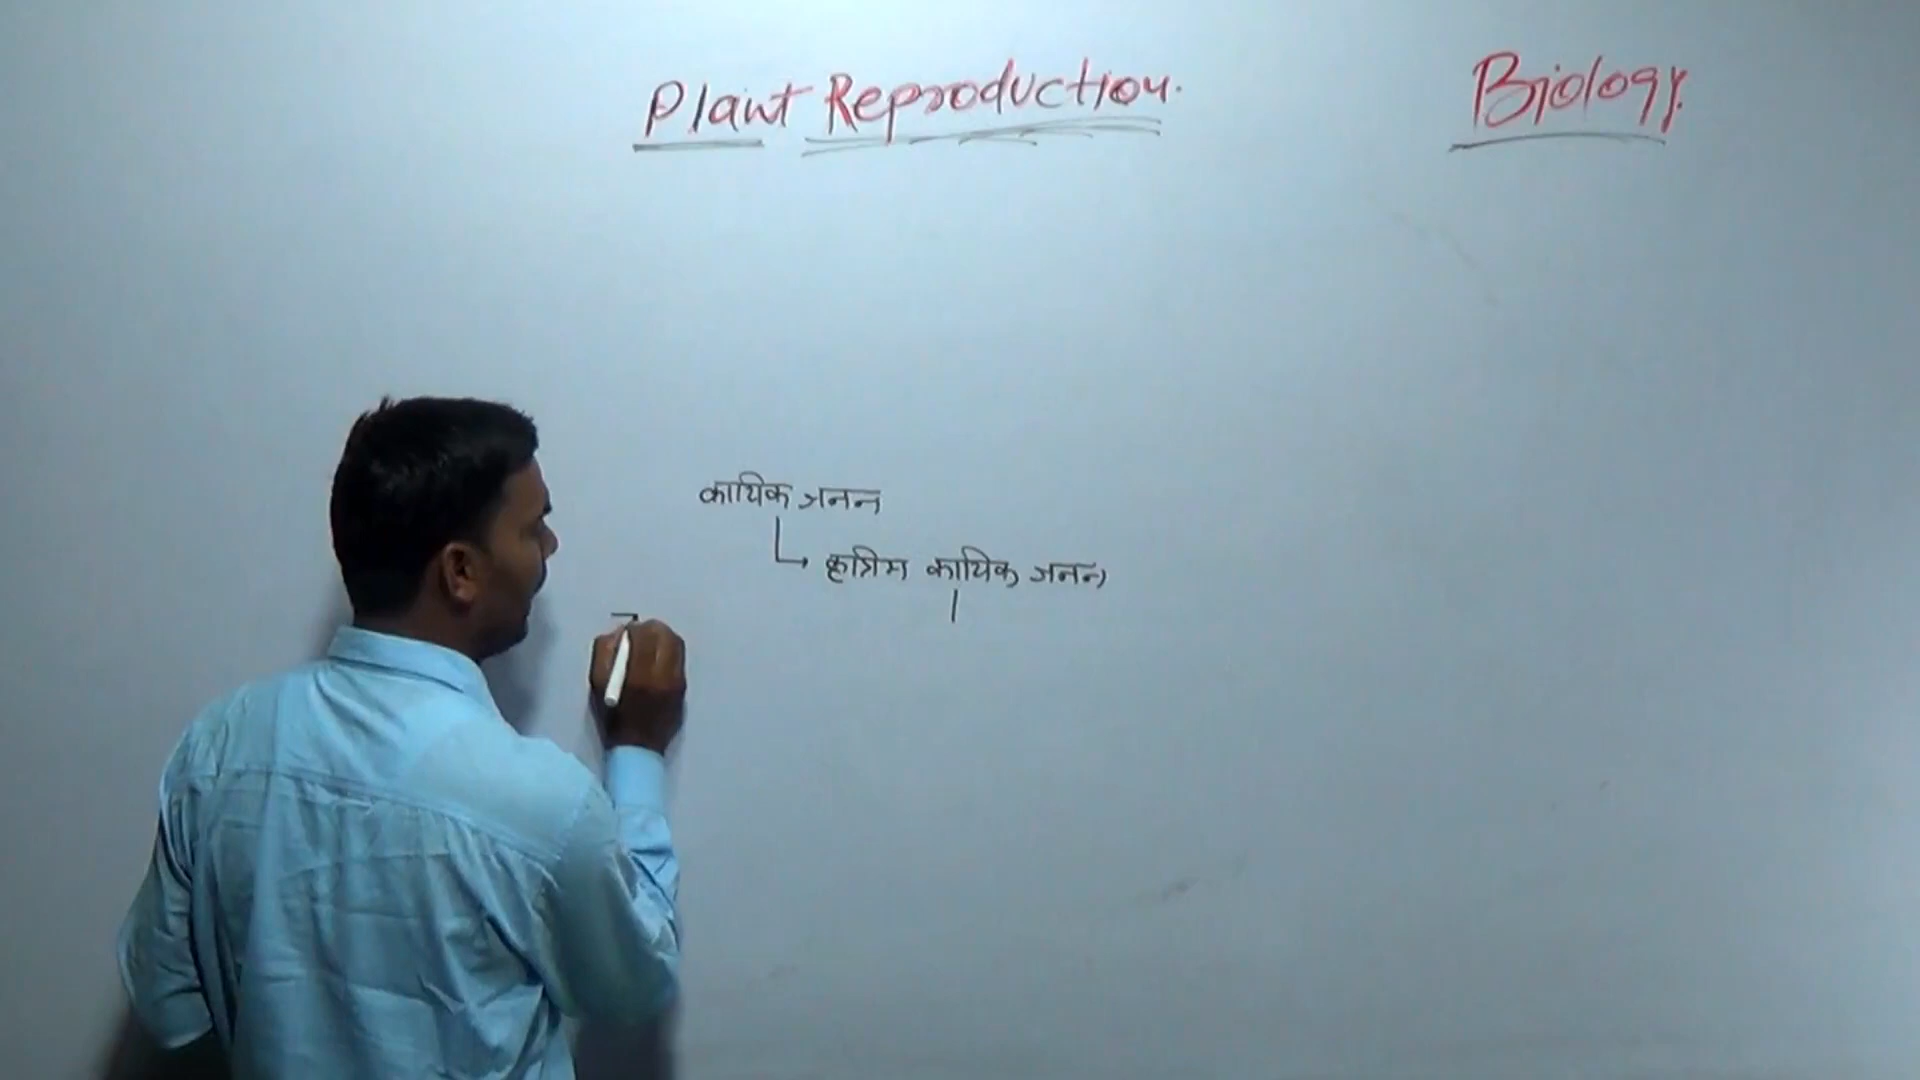 Plant Reproduction.
Biology.
कायिक जनन
कृत्रिम कायिक जनन